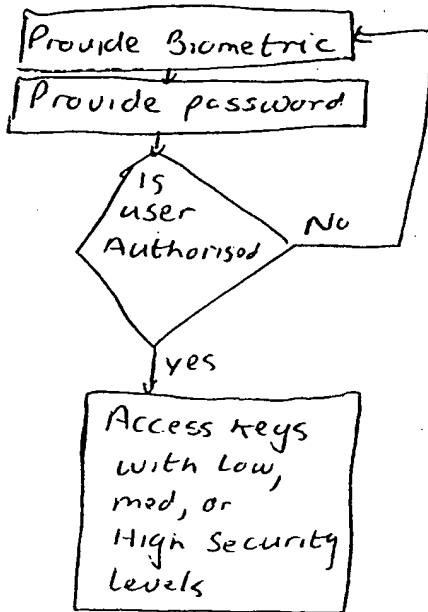 Provide Biometric
Provide password
Is
user
Authorised
No
yes
Access keys
with Low,
med, or
High Security
Levels